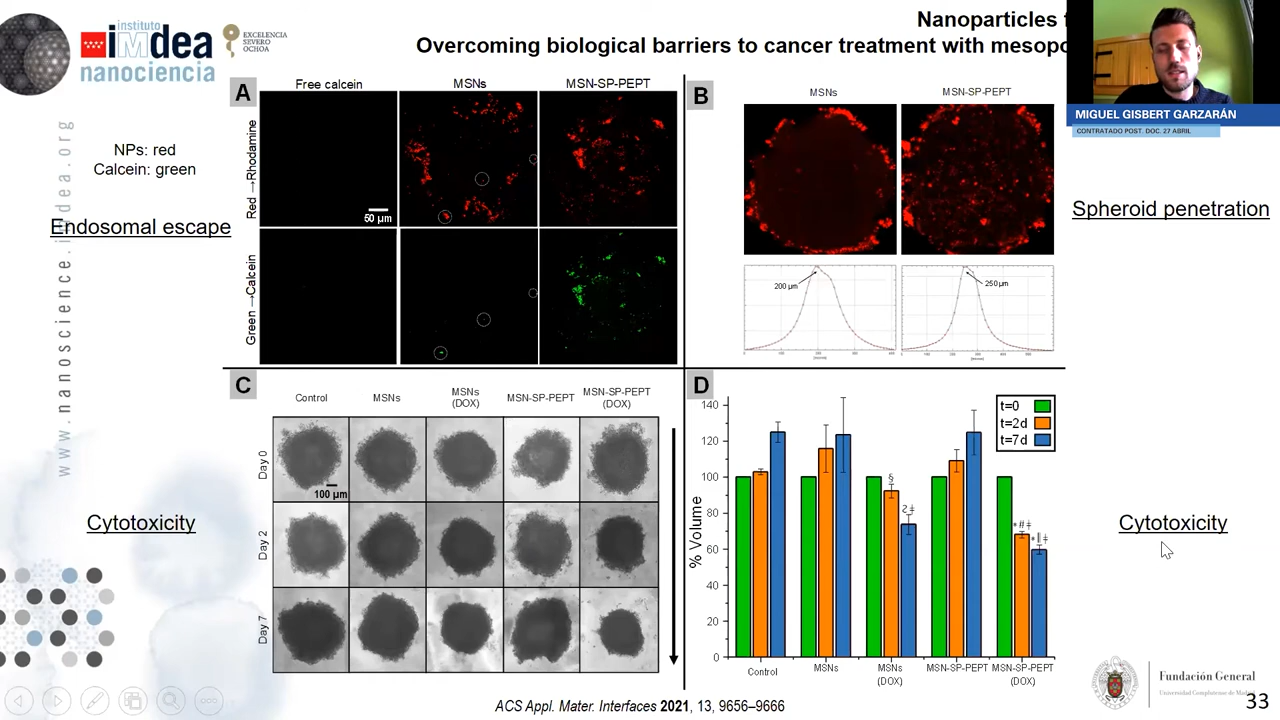 instituto
iMdea
nanociencia
EXCELENCIA
SEVERO
OCHOA
Nanoparticles
Overcoming biological barriers to cancer treatment with mesopo
MIGUEL GISBERT GARZARÁN
CONTRATADO POST. DOC. 27 ABRIL
www.nanoscience.imdea.org
NPs: red
Calcein: green
Endosomal escape
Cytotoxicity
A
Free calcein
MSNs
MSN-SP-PEPT
Red →Rhodamine
50 µm
Green →Calcein
B
MSNs
MSN-SP-PEPT
200 µm
250 µm
Spheroid penetration
C
Control
MSNs
MSNs
(DOX)
MSN-SP-PEPT
MSN-SP-PEPT
(DOX)
Day 0
100 µm
Day 2
Day 7
D
% Volume
140
120
100
80
60
40
20
0
t=0
t=2d
t=7d
§
*#ǂ
Control
MSNs
MSNs
(DOX)
MSN-SP-PEPT
MSN-SP-PEPT
(DOX)
Cytotoxicity
ACS Appl. Mater. Interfaces 2021, 13, 9656–9666
Fundación General
Universidad Complutense de Madrid
33